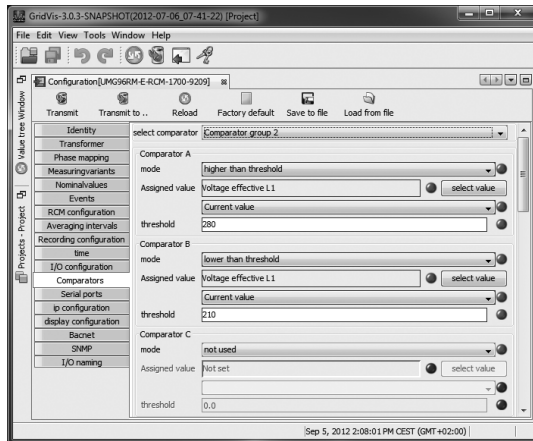 GridVis-3.0.3-SNAPSHOT(2012-07-06_07-41-22) [Project]
File Edit View Tools Window Help
Configuration[UMG96RM-E-RCM-1700-9209]
Transmit Transmit to .. Reload Factory default Save to file Load from file
Value tree Window
Projects - Project
Identity
Transformer
Phase mapping
Measuringvariants
Nominalvalues
Events
RCM configuration
Averaging intervals
Recording configuration
time
I/O configuration
Comparators
Serial ports
ip configuration
display configuration
Bacnet
SNMP
I/O naming
select comparator Comparator group 2
Comparator A
mode higher than threshold
Assigned value Voltage effective L1 select value
Current value
threshold 280
Comparator B
mode lower than threshold
Assigned value Voltage effective L1 select value
Current value
threshold 210
Comparator C
mode not used
Assigned value Not set select value
threshold 0.0
Sep 5, 2012 2:08:01 PM CEST (GMT+02:00)